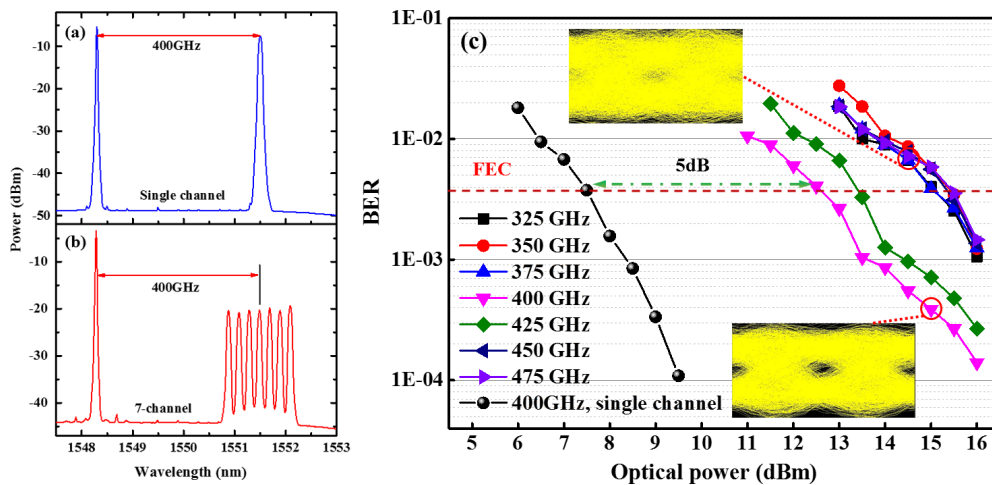 (a)
400GHz
Single channel
-10
-20
-30
-40
-50
Power (dBm)
(b)
400GHz
7-channel
-10
-20
-30
-40
1548 1549 1550 1551 1552 1553
Wavelength (nm)
(c)
1E-01
1E-02
1E-03
1E-04
BER
FEC
5dB
325 GHz
350 GHz
375 GHz
400 GHz
425 GHz
450 GHz
475 GHz
400GHz, single channel
5 6 7 8 9 10 11 12 13 14 15 16
Optical power (dBm)